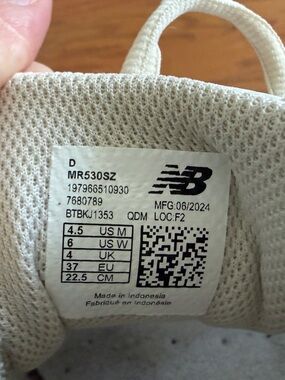 D
MR530SZ
197966510930
7680789
MFG:06/2024
BTBKJ1353 QDM LOC:F2
4.5 US M
6 US W
4 UK
37 EU
22.5 CM
NB
Made in Indonesia
Fabriqué en Indonésie